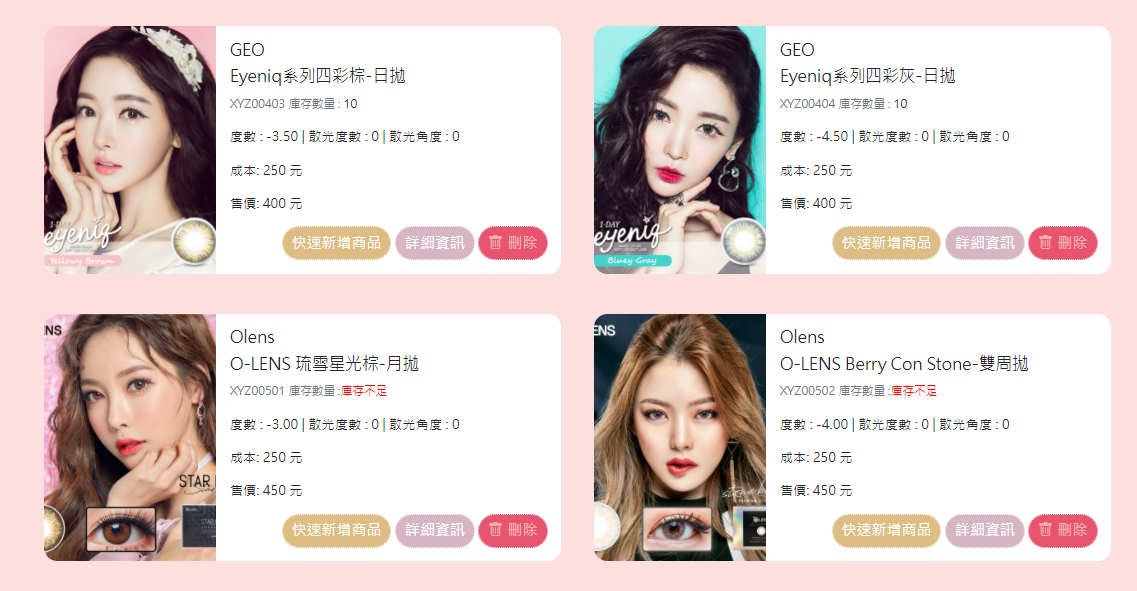 GEO
Eyeniq系列四彩棕-日拋
XYZ00403 庫存數量 : 10
度數 : -3.50 | 散光度數 : 0 | 散光角度 : 0
成本: 250 元
售價: 400 元
快速新增商品 詳細資訊 刪除
1-DAY
eyeniq
Yellowy Brown
GEO
Eyeniq系列四彩灰-日拋
XYZ00404 庫存數量 : 10
度數 : -4.50 | 散光度數 : 0 | 散光角度 : 0
成本: 250 元
售價: 400 元
快速新增商品 詳細資訊 刪除
1-DAY
eyeniq
Bluey Gray
Olens
O-LENS 琉雪星光棕-月拋
XYZ00501 庫存數量 :庫存不足
度數 : -3.00 | 散光度數 : 0 | 散光角度 : 0
成本: 250 元
售價: 450 元
快速新增商品 詳細資訊 刪除
ENS
STAR
Olens
O-LENS Berry Con Stone-雙周拋
XYZ00502 庫存數量 :庫存不足
度數 : -4.00 | 散光度數 : 0 | 散光角度 : 0
成本: 250 元
售價: 450 元
快速新增商品 詳細資訊 刪除
ENS